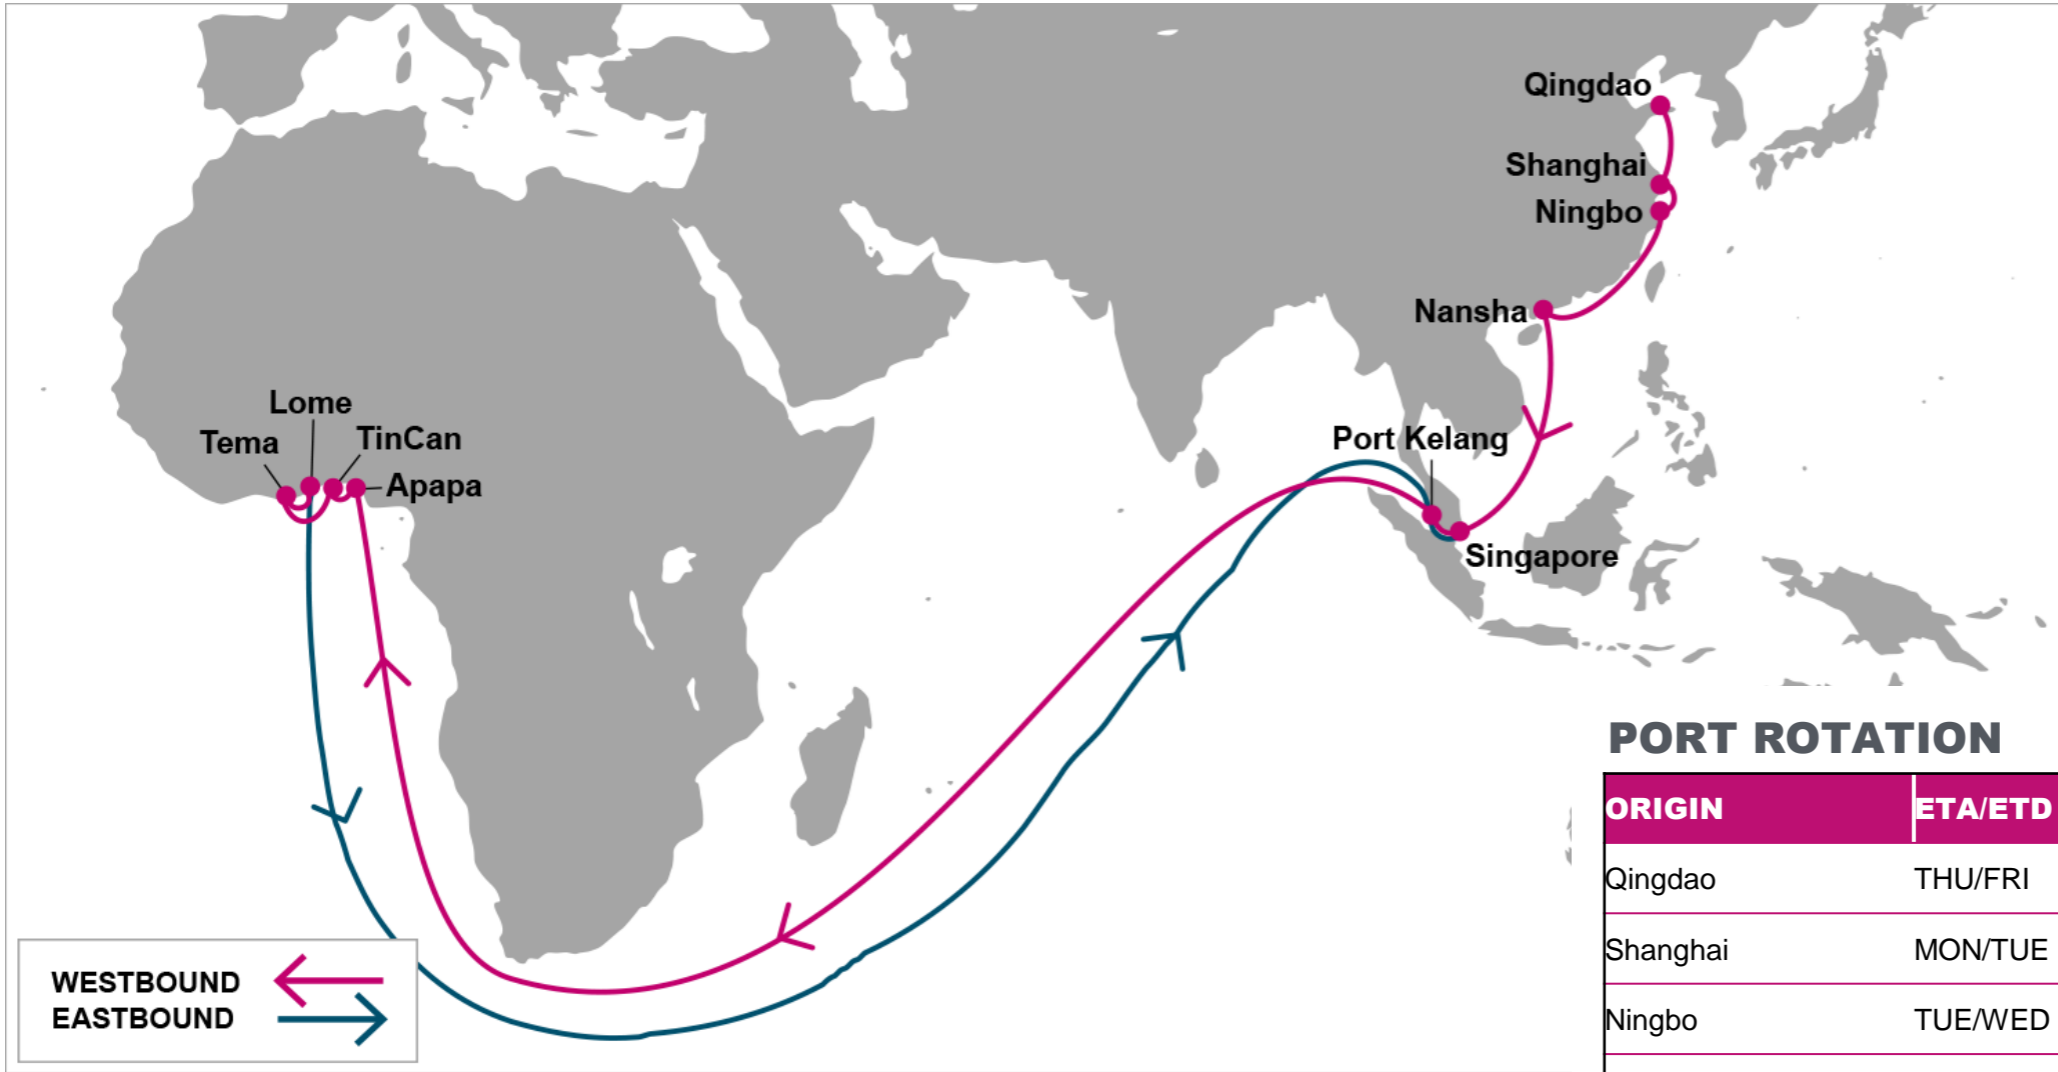 Qingdao
Shanghai
Ningbo
Nansha
Lome
Tema
TinCan
Apapa
Port Kelang
Singapore
WESTBOUND
EASTBOUND
PORT ROTATION
ORIGIN ETA/ETD
Qingdao THU/FRI
Shanghai MON/TUE
Ningbo TUE/WED